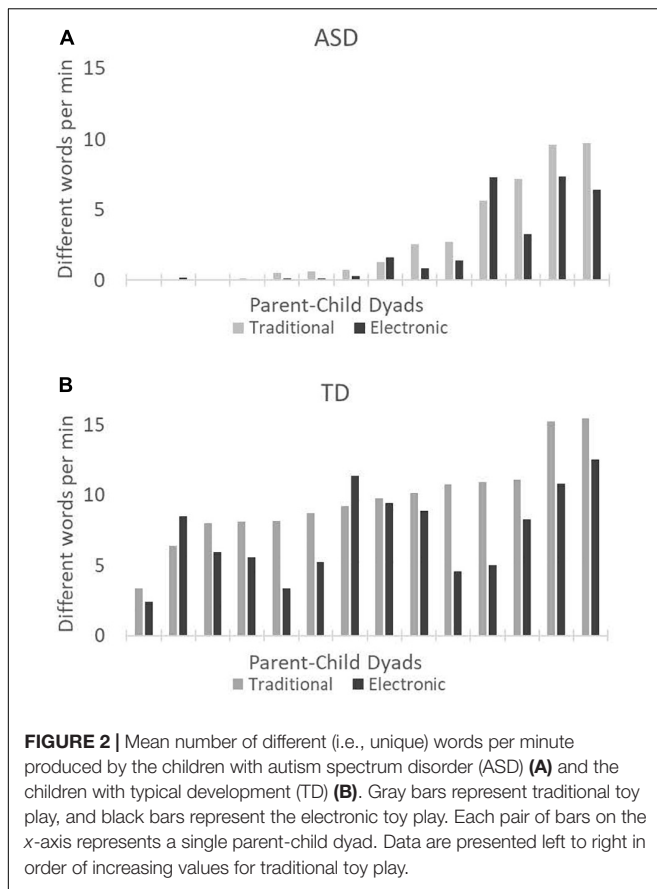 A
ASD
15
10
5
0
Different words per min
Parent-Child Dyads
Traditional Electronic
B
TD
15
10
5
0
Different words per min
Parent-Child Dyads
Traditional Electronic
FIGURE 2 | Mean number of different (i.e., unique) words per minute
produced by the children with autism spectrum disorder (ASD) (A) and the
children with typical development (TD) (B). Gray bars represent traditional toy
play, and black bars represent the electronic toy play. Each pair of bars on the
x-axis represents a single parent-child dyad. Data are presented left to right in
order of increasing values for traditional toy play.